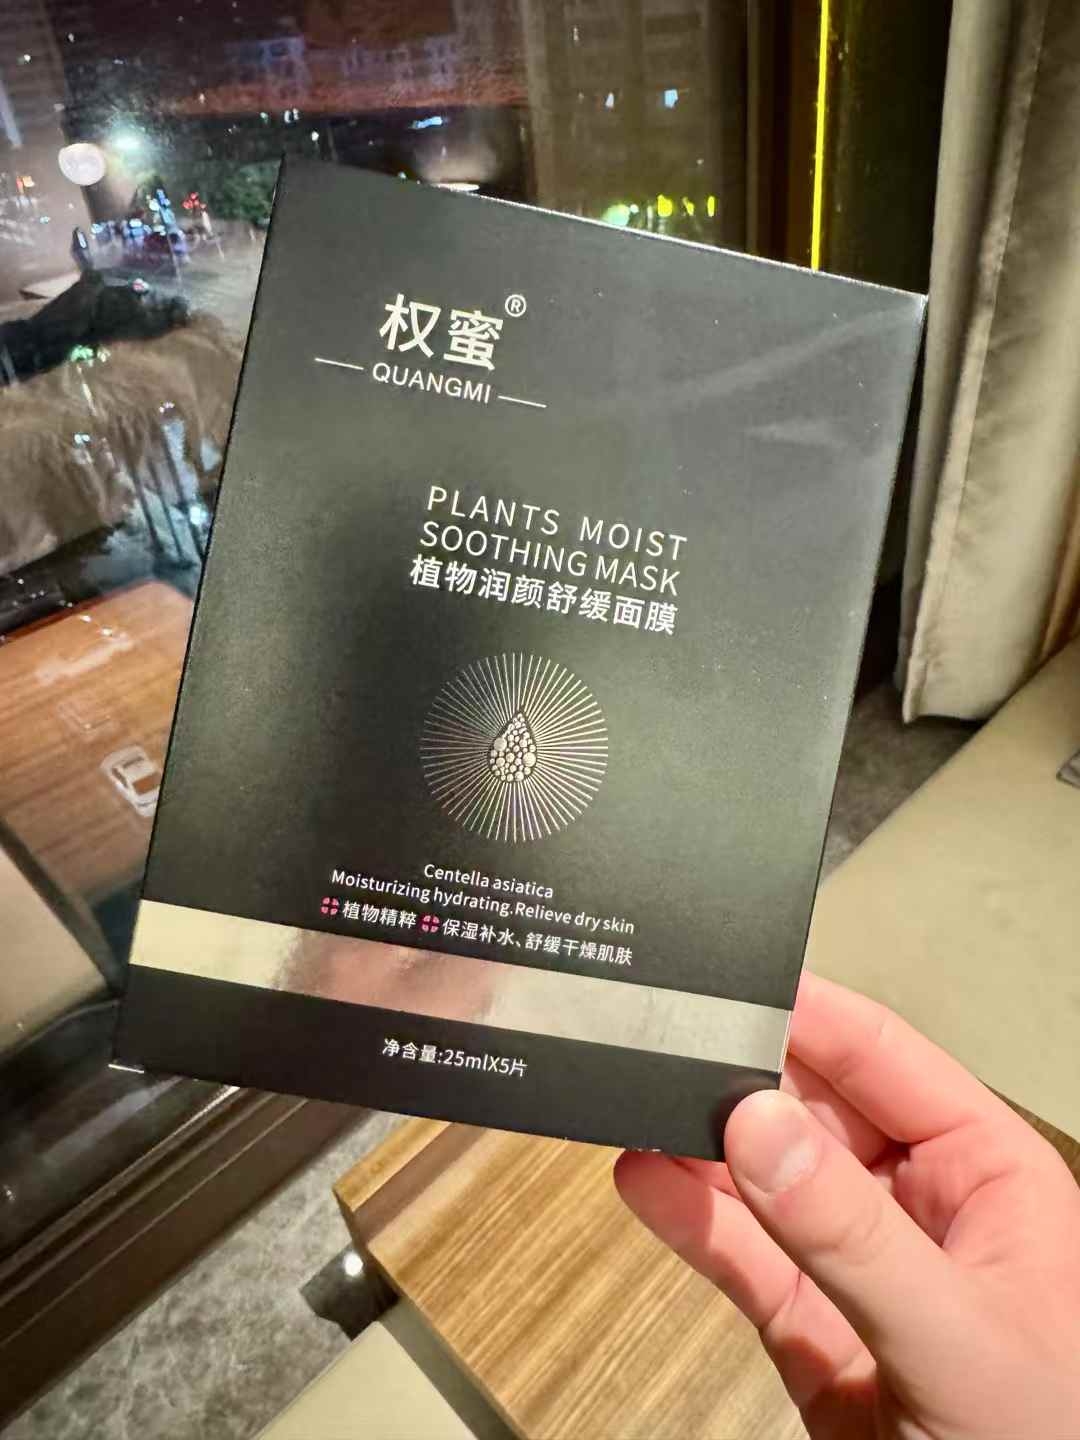 权蜜®
QUANGMI
PLANTS MOIST
SOOTHING MASK
植物润颜舒缓面膜
Centella asiatica
Moisturizing hydrating.Relieve dry skin
植物精粹 保湿补水、舒缓干燥肌肤
净含量:25mlX5片